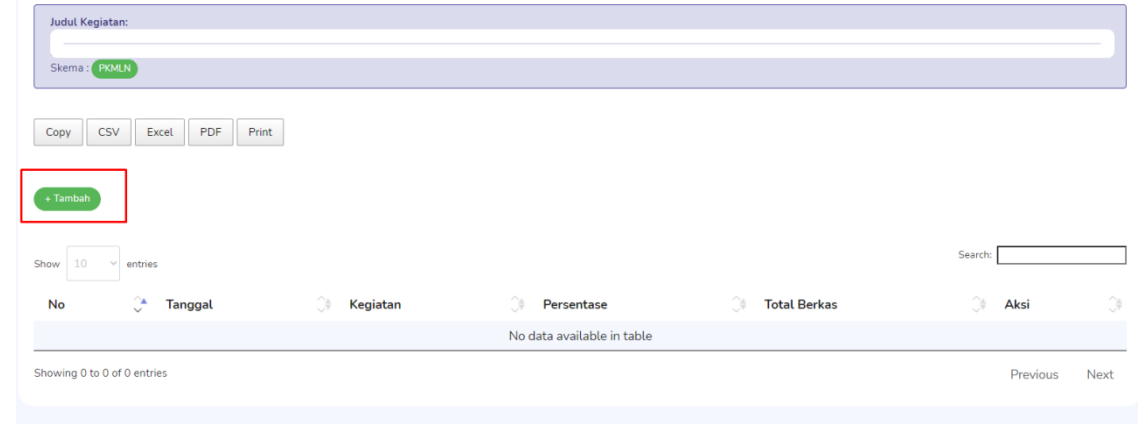 Judul Kegiatan:
Skema : PKMLN
Copy CSV Excel PDF Print
+ Tambah
Show 10 entries Search:
No Tanggal Kegiatan Persentase Total Berkas Aksi
No data available in table
Showing 0 to 0 of 0 entries Previous Next